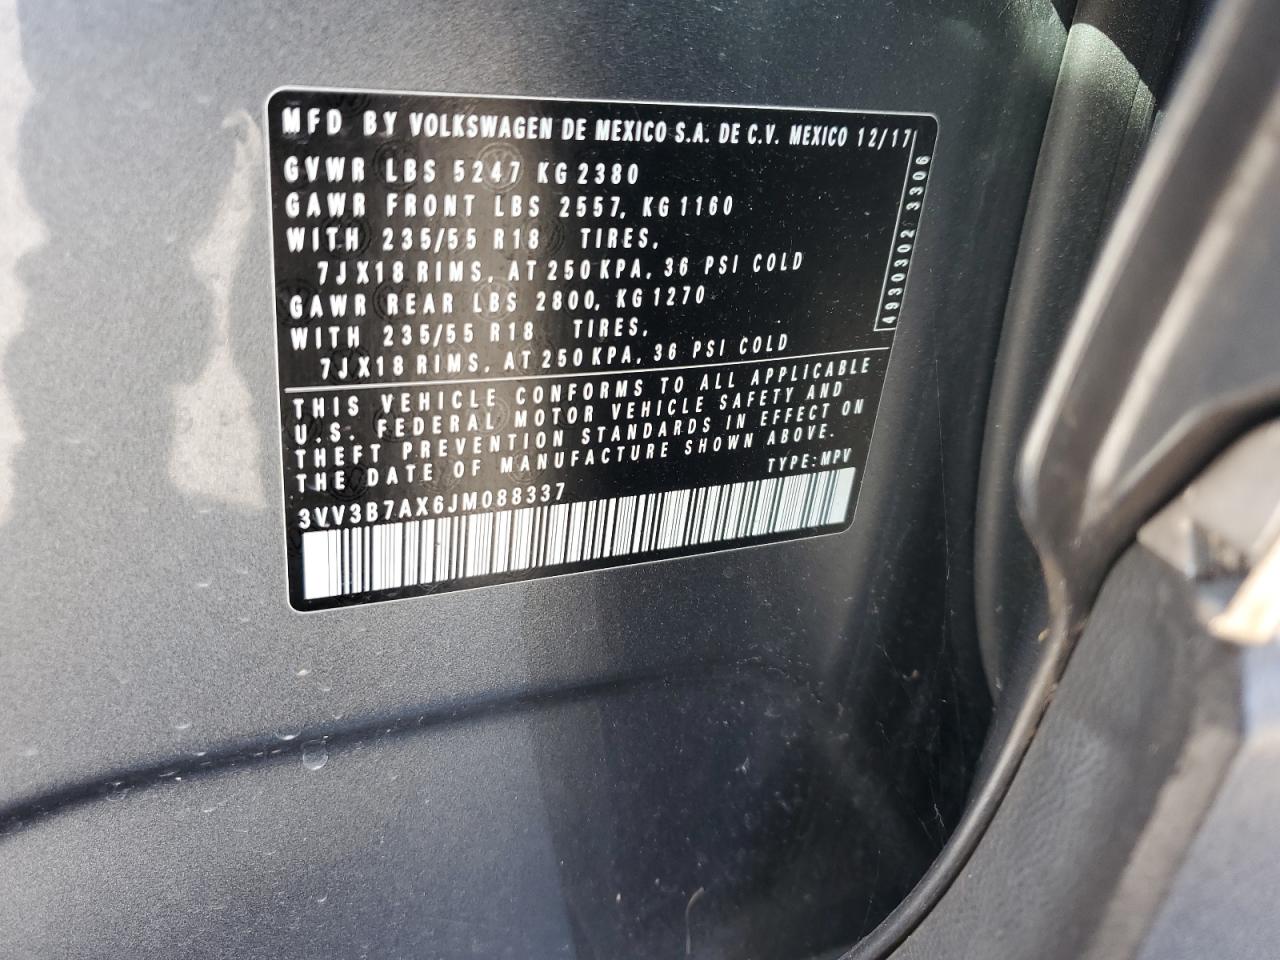 MFD BY VOLKSWAGEN DE MEXICO S.A. DE C.V. MEXICO 12/17
GVWR LBS 5247 KG 2380
GAWR FRONT LBS 2557, KG 1160
WITH 235/55 R18 TIRES,
7JX18 RIMS, AT 250 KPA, 36 PSI COLD
GAWR REAR LBS 2800, KG 1270
WITH 235/55 R18 TIRES,
7JX18 RIMS, AT 250 KPA, 36 PSI COLD
4930302 3306
THIS VEHICLE CONFORMS TO ALL APPLICABLE
U.S. FEDERAL MOTOR VEHICLE SAFETY AND
THEFT PREVENTION STANDARDS IN EFFECT ON
THE DATE OF MANUFACTURE SHOWN ABOVE.
TYPE: MPV
3VV3B7AX6JM088337